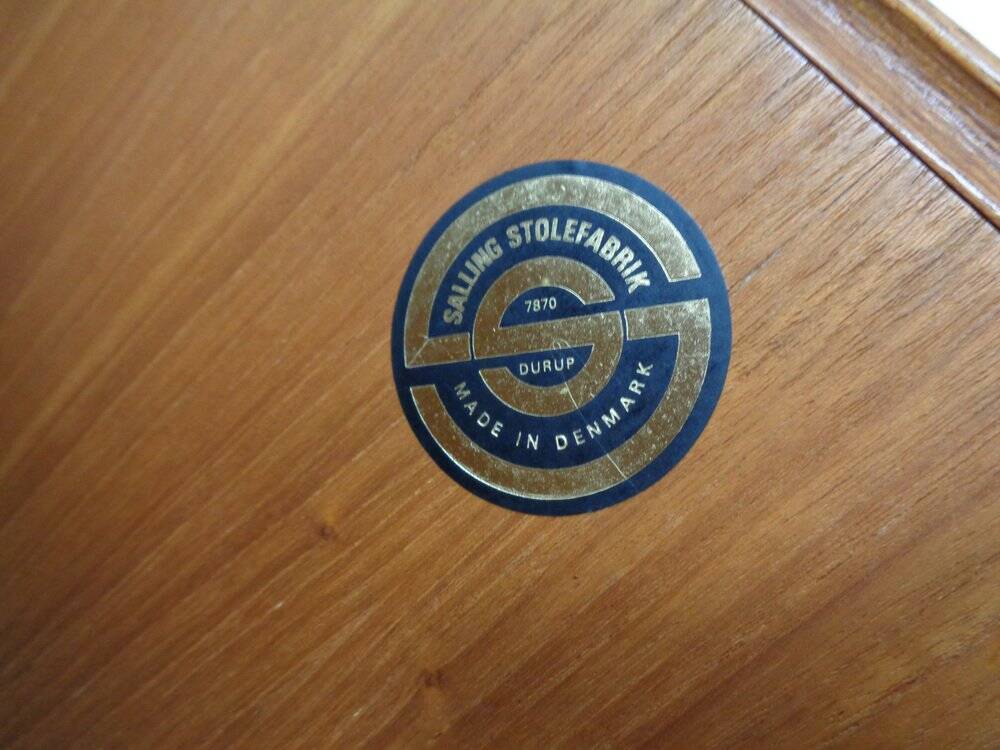 SALLING STOLEFABRIK
7870
DURUP
MADE IN DENMARK